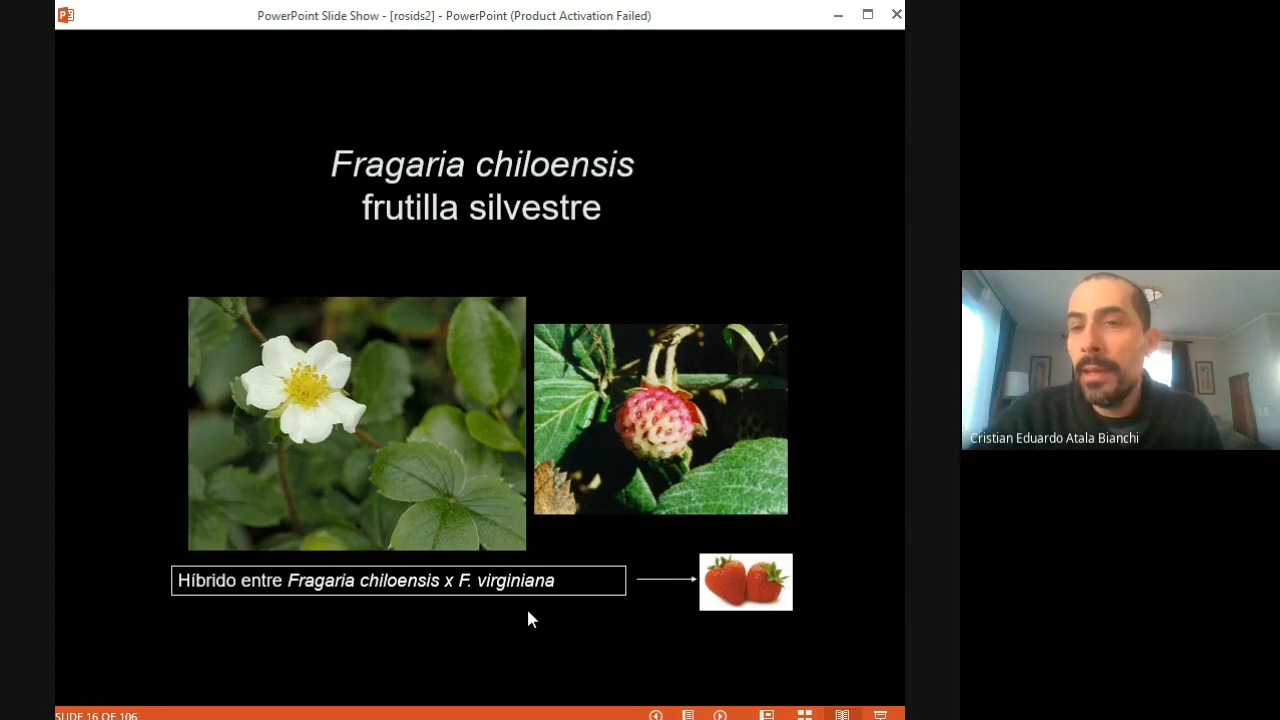 PowerPoint Slide Show - [rosids2] - PowerPoint (Product Activation Failed)
Fragaria chiloensis
frutilla silvestre
Híbrido entre Fragaria chiloensis x F. virginiana
Cristian Eduardo Atala Bianchi
SLIDE 16 OF 106